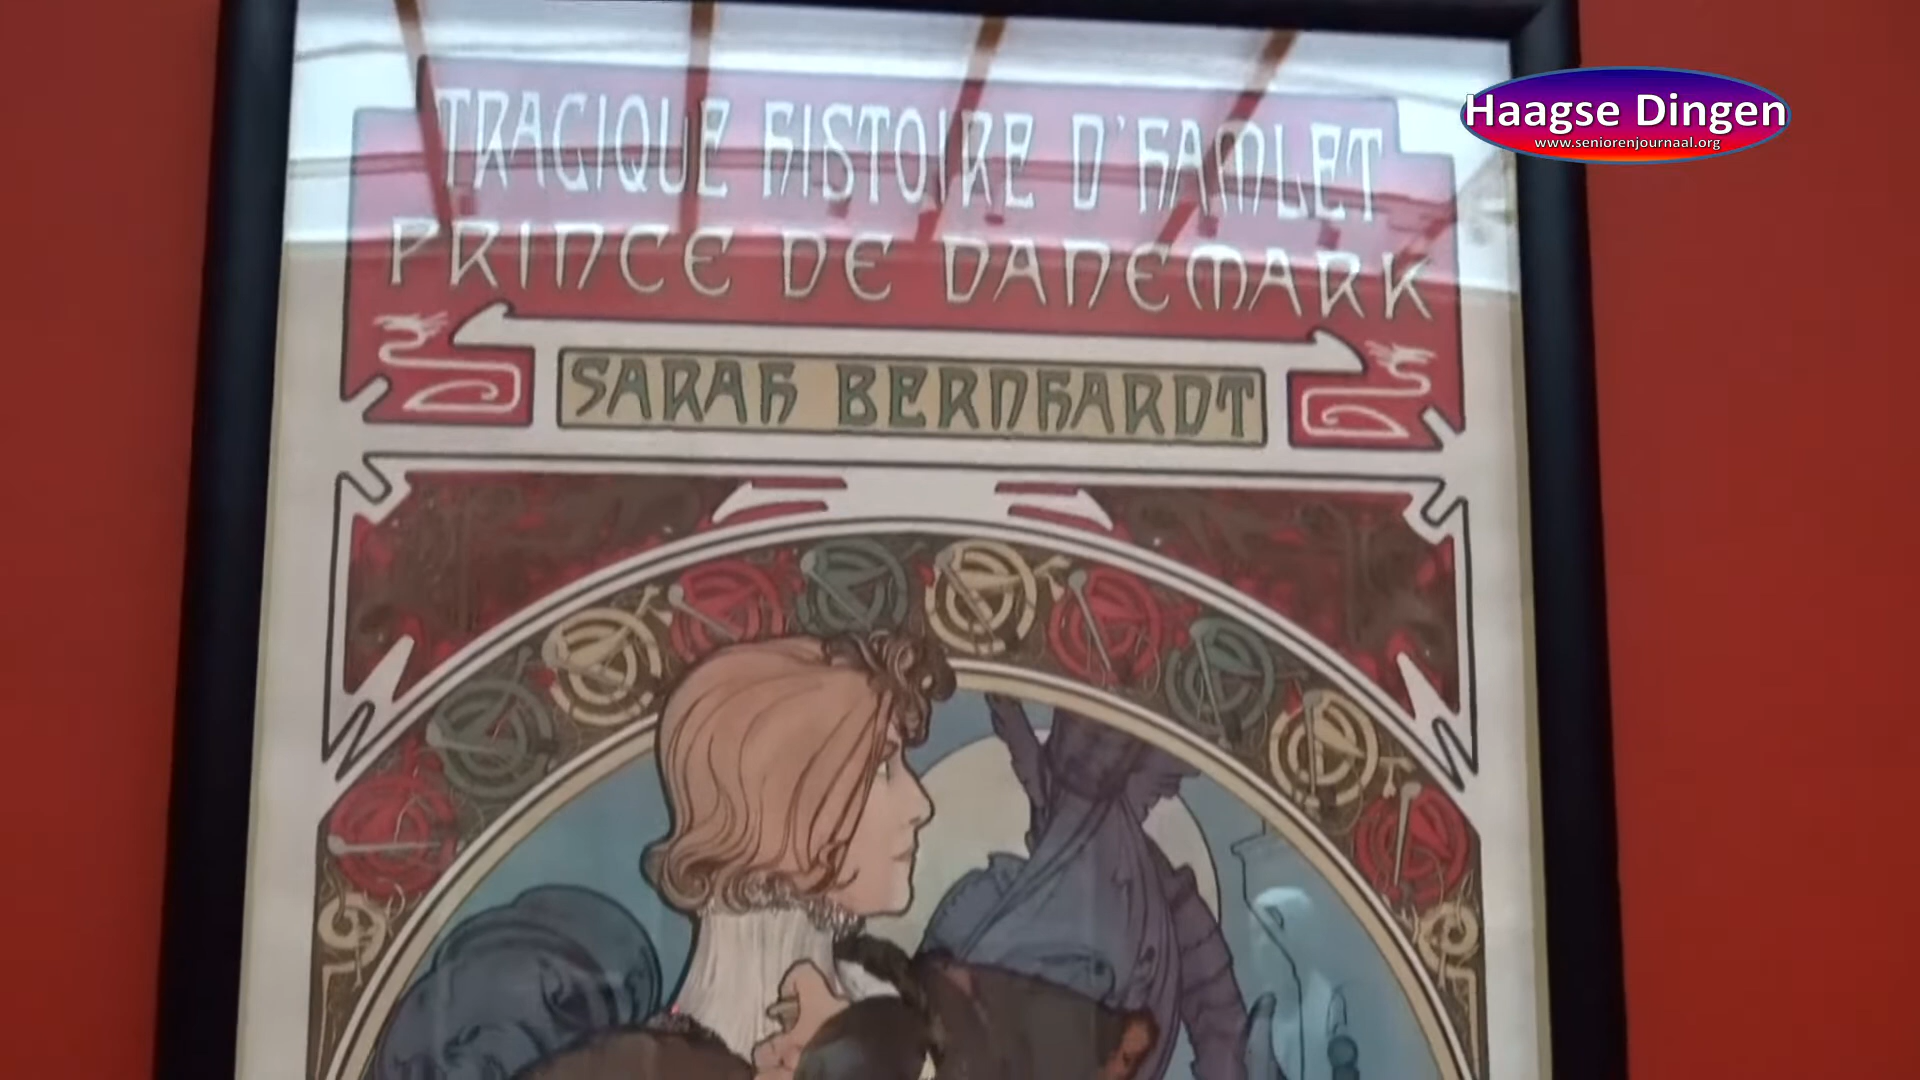 TRAGIQUE HISTOIRE D'HAMLET
PRINCE DE DANEMARK
SARAH BERNHARDT
Haagse Dingen
www.seniorenjournaal.org